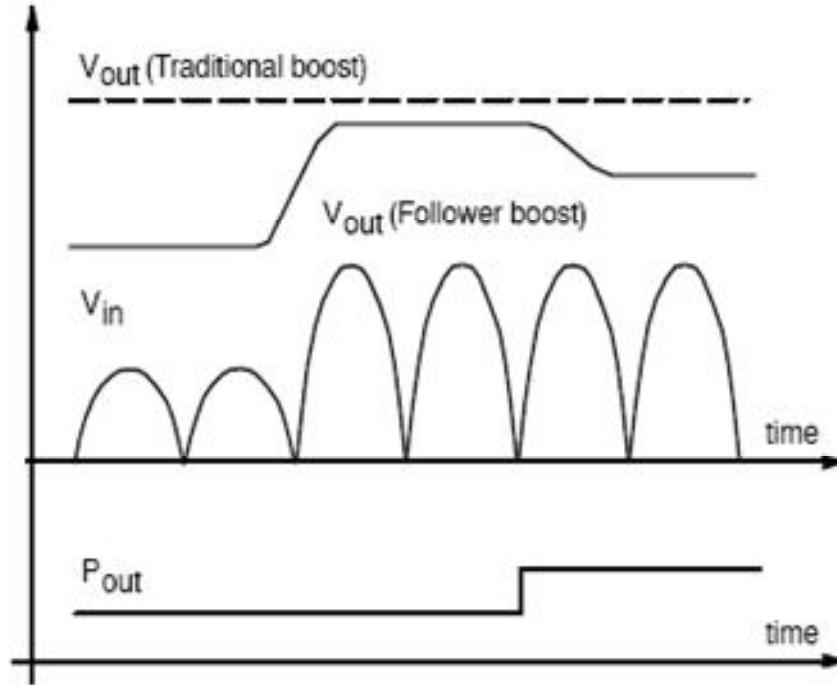 Vout (Traditional boost)
Vout (Follower boost)
Vin
time
Pout
time